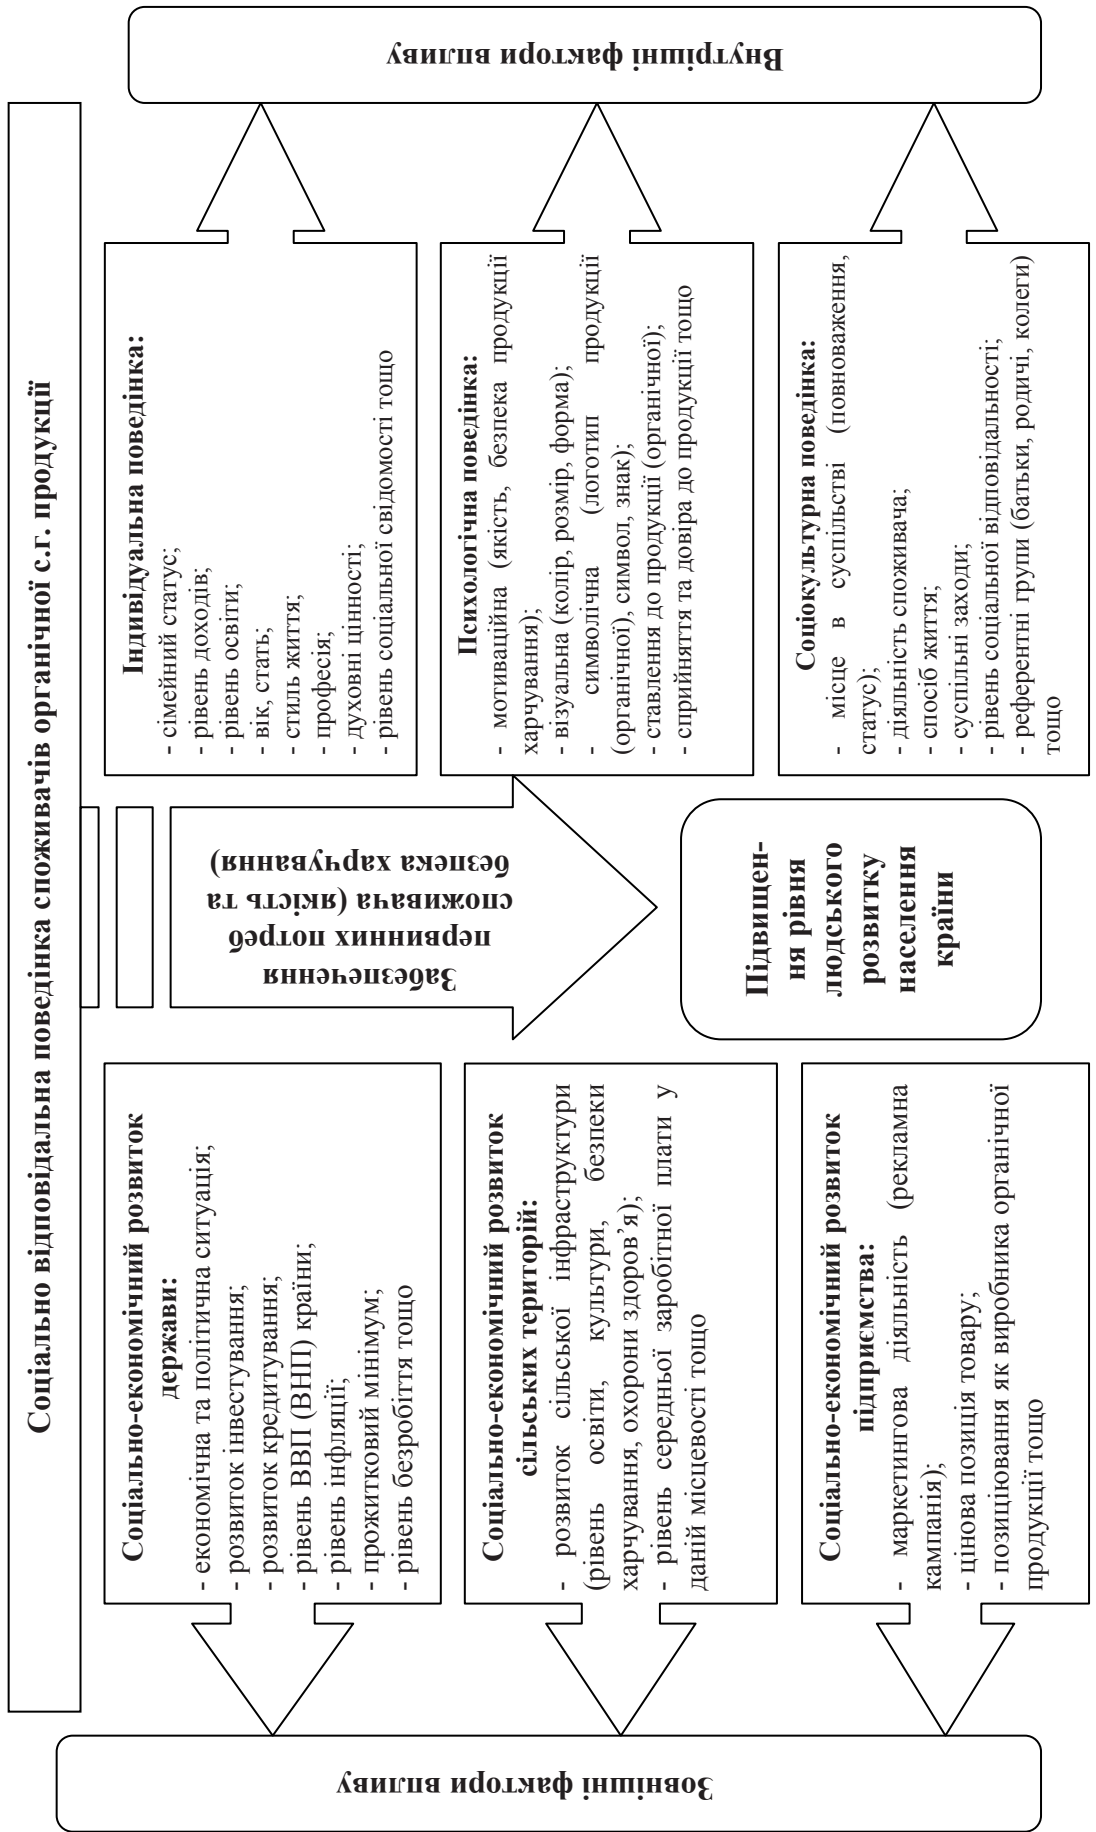 Соціально відповідальна поведінка споживачів органічної с.г. продукції
Зовнішні фактори впливу
Соціально-економічний розвиток
держави:
- економічна та політична ситуація;
- розвиток інвестування;
- розвиток кредитування;
- рівень ВВП (ВНП) країни;
- рівень інфляції;
- прожитковий мінімум;
- рівень безробіття тощо
Соціально-економічний розвиток
сільських територій:
- розвиток сільської інфраструктури
(рівень освіти, культури, безпеки
харчування, охорони здоров’я);
- рівень середньої заробітної плати у
даній місцевості тощо
Соціально-економічний розвиток
підприємства:
- маркетингова діяльність (рекламна
кампанія);
- цінова позиція товару;
- позиціювання як виробника органічної
продукції тощо
Забезпечення
первинних потреб
споживача (якість та
безпека харчування)
Підвищен-
ня рівня
людського
розвитку
населення
країни
Індивідуальна поведінка:
- сімейний статус;
- рівень доходів;
- рівень освіти;
- вік, стать;
- стиль життя;
- професія;
- духовні цінності;
- рівень соціальної свідомості тощо
Психологічна поведінка:
- мотиваційна (якість, безпека продукції
харчування);
- візуальна (колір, розмір, форма);
- символічна (логотип продукції
(органічної), символ, знак);
- ставлення до продукції (органічної);
- сприйняття та довіра до продукції тощо
Соціокультурна поведінка:
- місце в суспільстві (повноваження,
статус);
- діяльність споживача;
- спосіб життя;
- суспільні заходи;
- рівень соціальної відповідальності;
- референтні групи (батьки, родичі, колеги)
тощо
Внутрішні фактори впливу